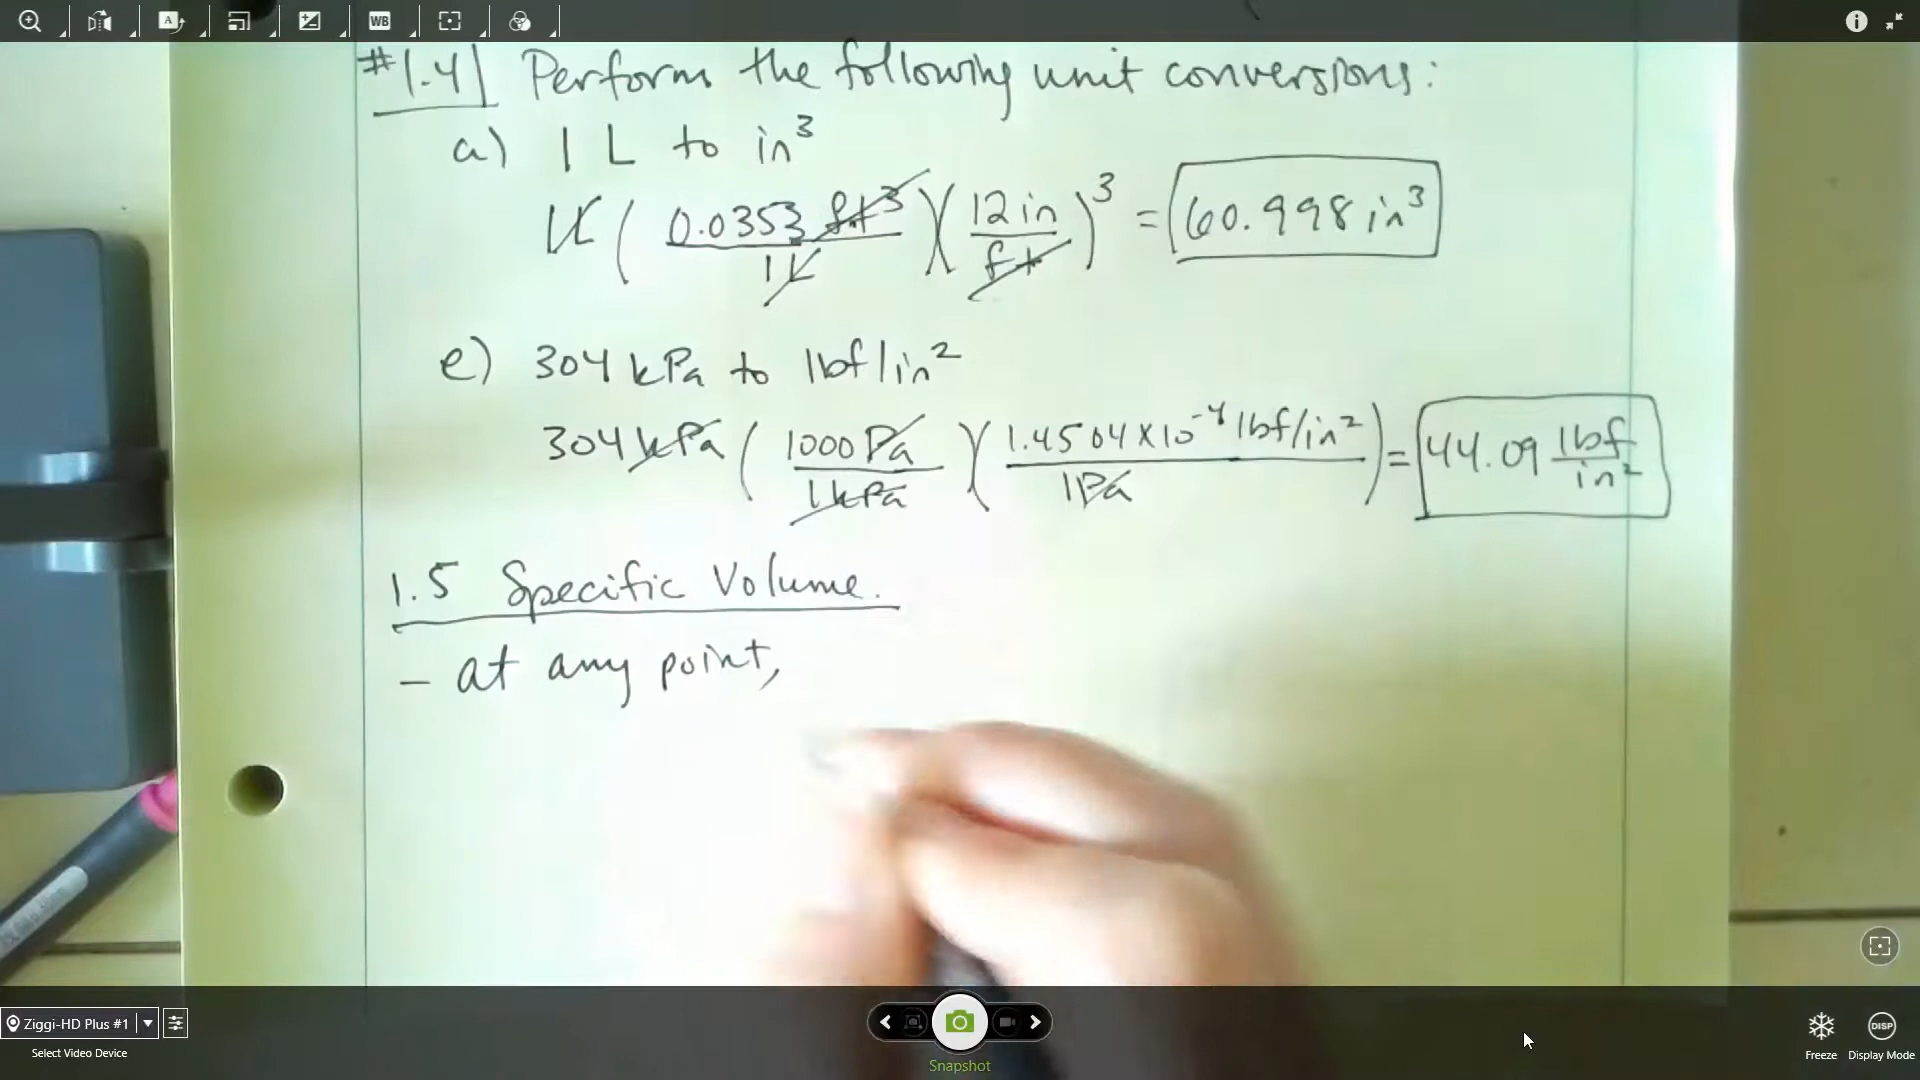 #1.4| Perform the following unit conversions:
a) 1 L to in³
1L ( 0.0353 ft³ / 1L )( 12 in / ft )³ = 60.998 in³
e) 304 kPa to lbf/in²
304 kPa ( 1000 Pa / 1 kPa )( 1.4504 x 10⁻⁴ lbf/in² / 1Pa ) = 44.09 lbf / in²
1.5 Specific Volume.
- at any point,
Ziggi-HD Plus #1
Select Video Device
Snapshot
Freeze
DISP
Display Mode
A
WB